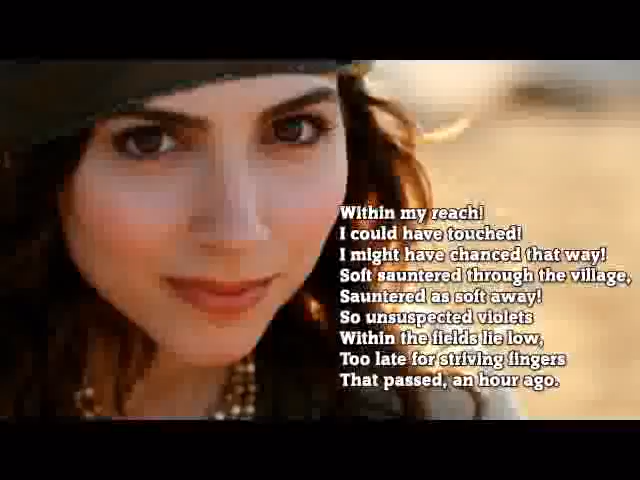 Within my reach!
I could have touched!
I might have chanced that way!
Soft sauntered through the village,
Sauntered as soft away!
So unsuspected violets
Within the fields lie low,
Too late for striving fingers
That passed, an hour ago.